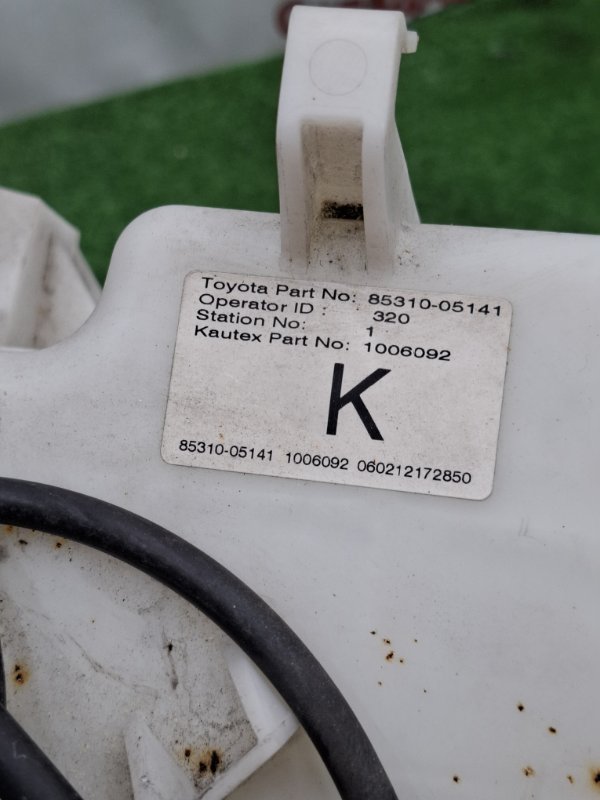 Toyota Part No: 85310-05141
Operator ID : 320
Station No: 1
Kautex Part No: 1006092
K
85310-05141 1006092 060212172850